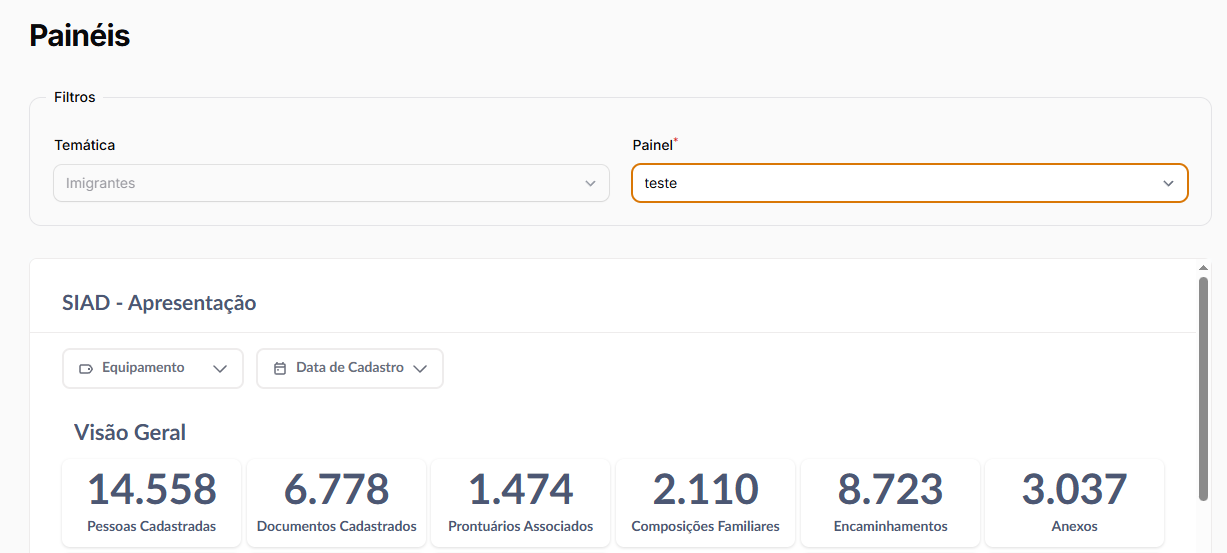 Painéis
Filtros
Temática
Painel*
Imigrantes
teste
SIAD - Apresentação
Equipamento
Data de Cadastro
Visão Geral
14.558
6.778
1.474
2.110
8.723
3.037
Pessoas Cadastradas
Documentos Cadastrados
Prontuários Associados
Composições Familiares
Encaminhamentos
Anexos